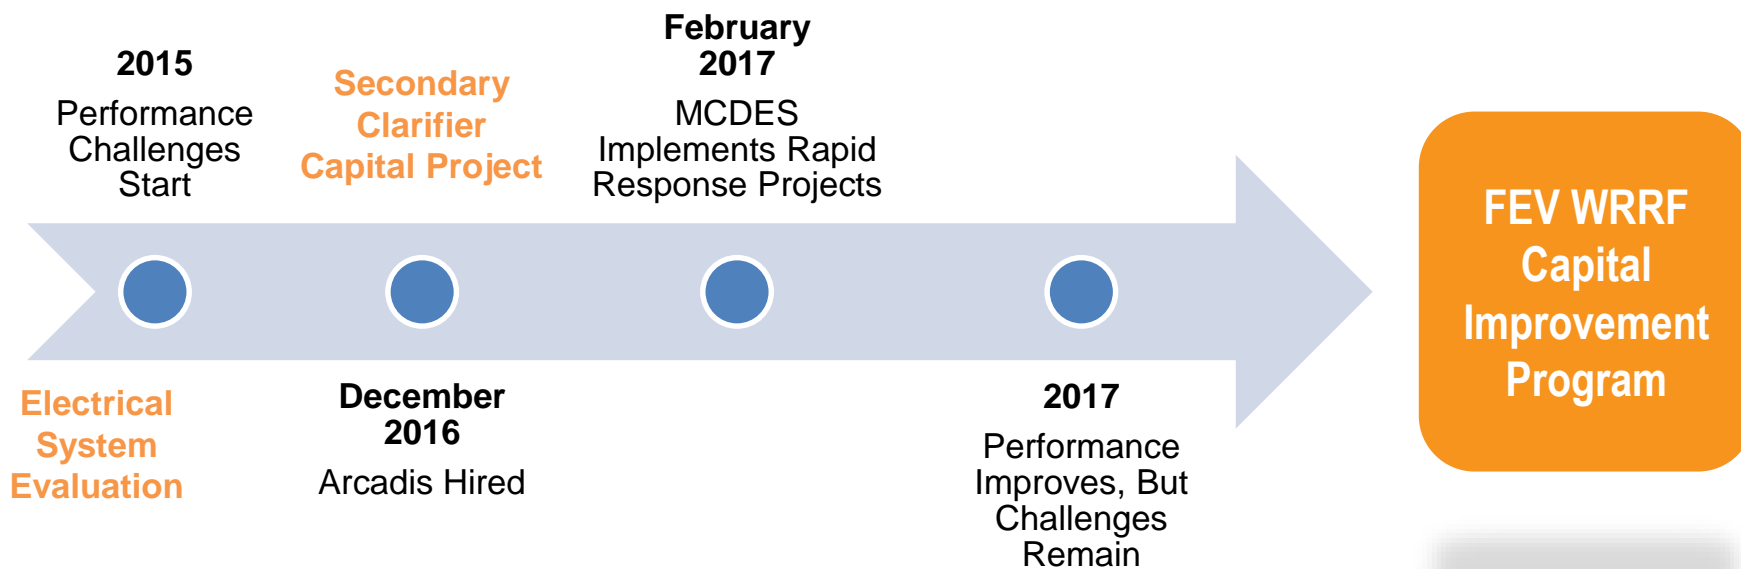 2015
Performance
Challenges
Start
Secondary
Clarifier
Capital Project
February
2017
MCDES
Implements Rapid
Response Projects
Electrical
System
Evaluation
December
2016
Arcadis Hired
2017
Performance
Improves, But
Challenges
Remain
FEV WRRF
Capital
Improvement
Program